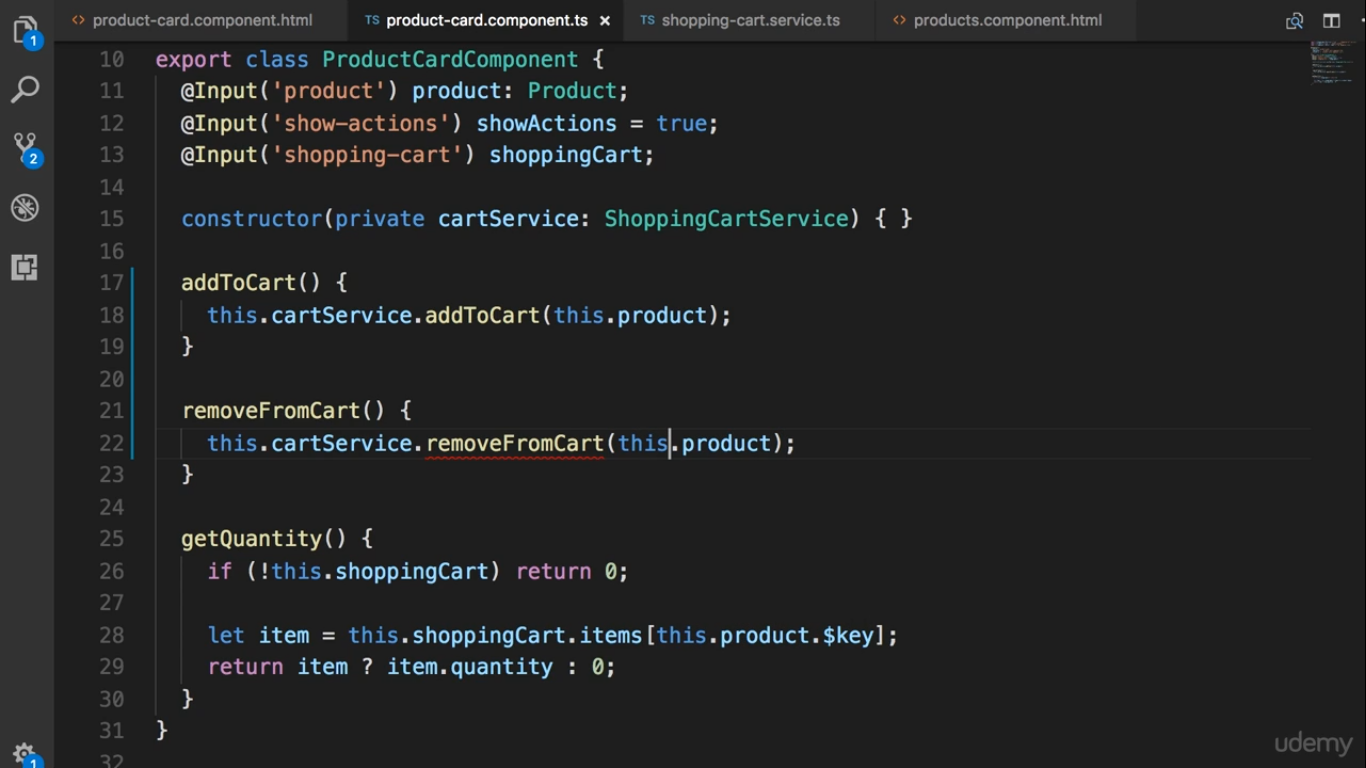 product-card.component.html TS product-card.component.ts × TS shopping-cart.service.ts products.component.html
1
2
1
10 export class ProductCardComponent {
11 @Input('product') product: Product;
12 @Input('show-actions') showActions = true;
13 @Input('shopping-cart') shoppingCart;
14
15 constructor(private cartService: ShoppingCartService) { }
16
17 addToCart() {
18 this.cartService.addToCart(this.product);
19 }
20
21 removeFromCart() {
22 this.cartService.removeFromCart(this.product);
23 }
24
25 getQuantity() {
26 if (!this.shoppingCart) return 0;
27
28 let item = this.shoppingCart.items[this.product.$key];
29 return item ? item.quantity : 0;
30 }
31 }
32
udemy